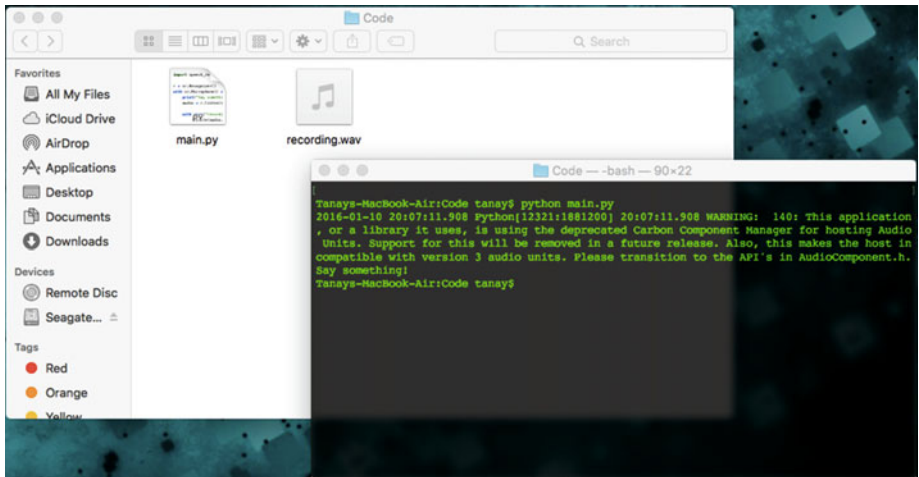 Code
Search
Favorites
All My Files
iCloud Drive
AirDrop
Applications
Desktop
Documents
Downloads
Devices
Remote Disc
Seagate...
Tags
Red
Orange
Yellow
main.py
recording.wav
Code — -bash — 90×22
Tanays-MacBook-Air:Code tanay$ python main.py
2016-01-10 20:07:11.908 Python[12321:1881200] 20:07:11.908 WARNING:  140: This application
, or a library it uses, is using the deprecated Carbon Component Manager for hosting Audio
Units. Support for this will be removed in a future release. Also, this makes the host in
compatible with version 3 audio units. Please transition to the API's in AudioComponent.h.
Say something!
Tanays-MacBook-Air:Code tanay$